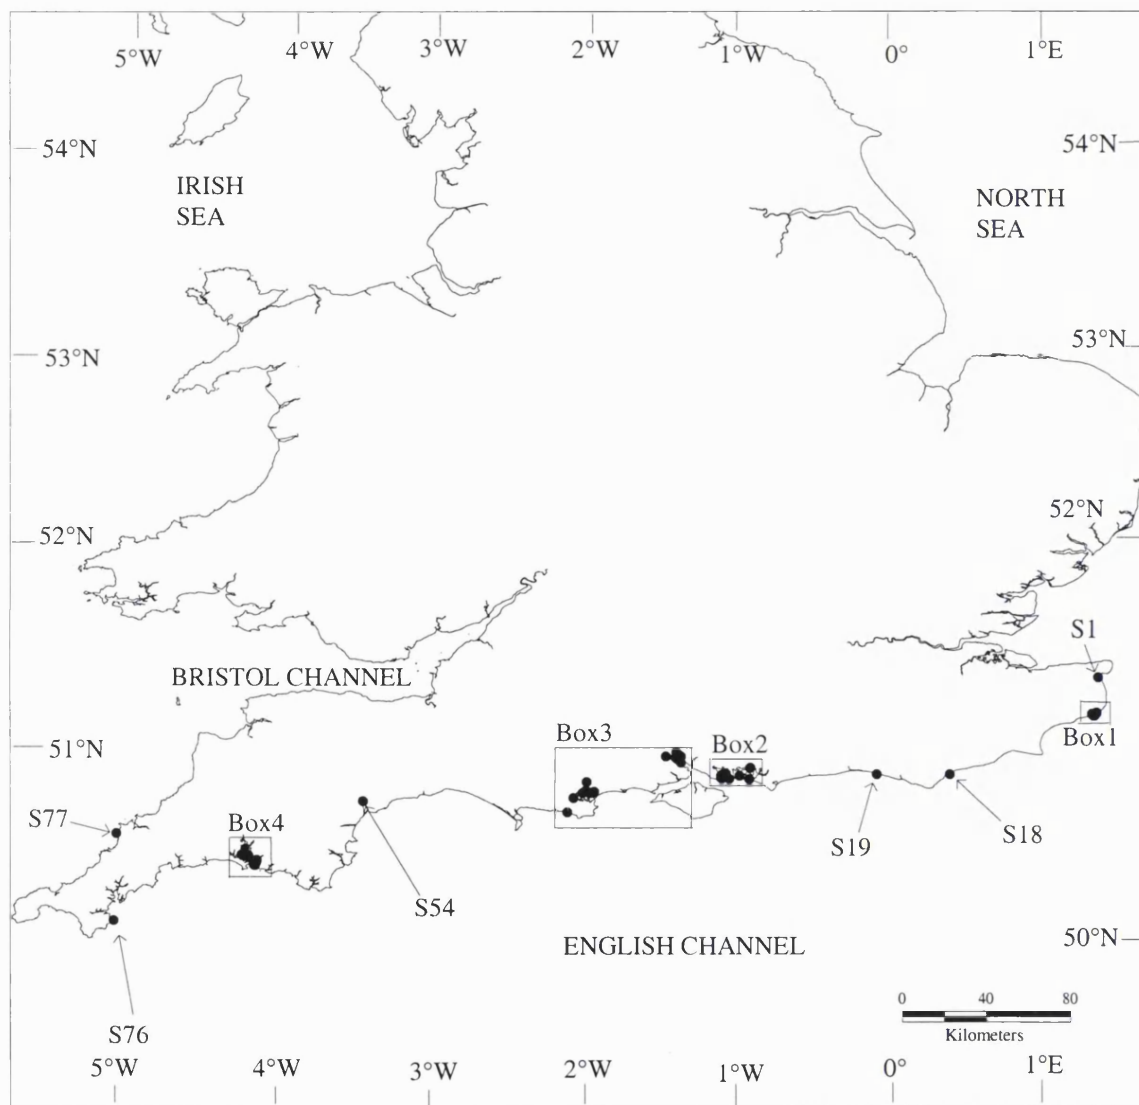 5°W 4°W 3°W 2°W 1°W 0° 1°E
54°N 54°N
IRISH
SEA
NORTH
SEA
53°N 53°N
52°N 52°N
S1
BRISTOL CHANNEL
Box1
51°N Box3 Box2
S77 Box4
S19 S18
S54
ENGLISH CHANNEL 50°N
S76
0 40 80
Kilometers
5°W 4°W 3°W 2°W 1°W 0° 1°E